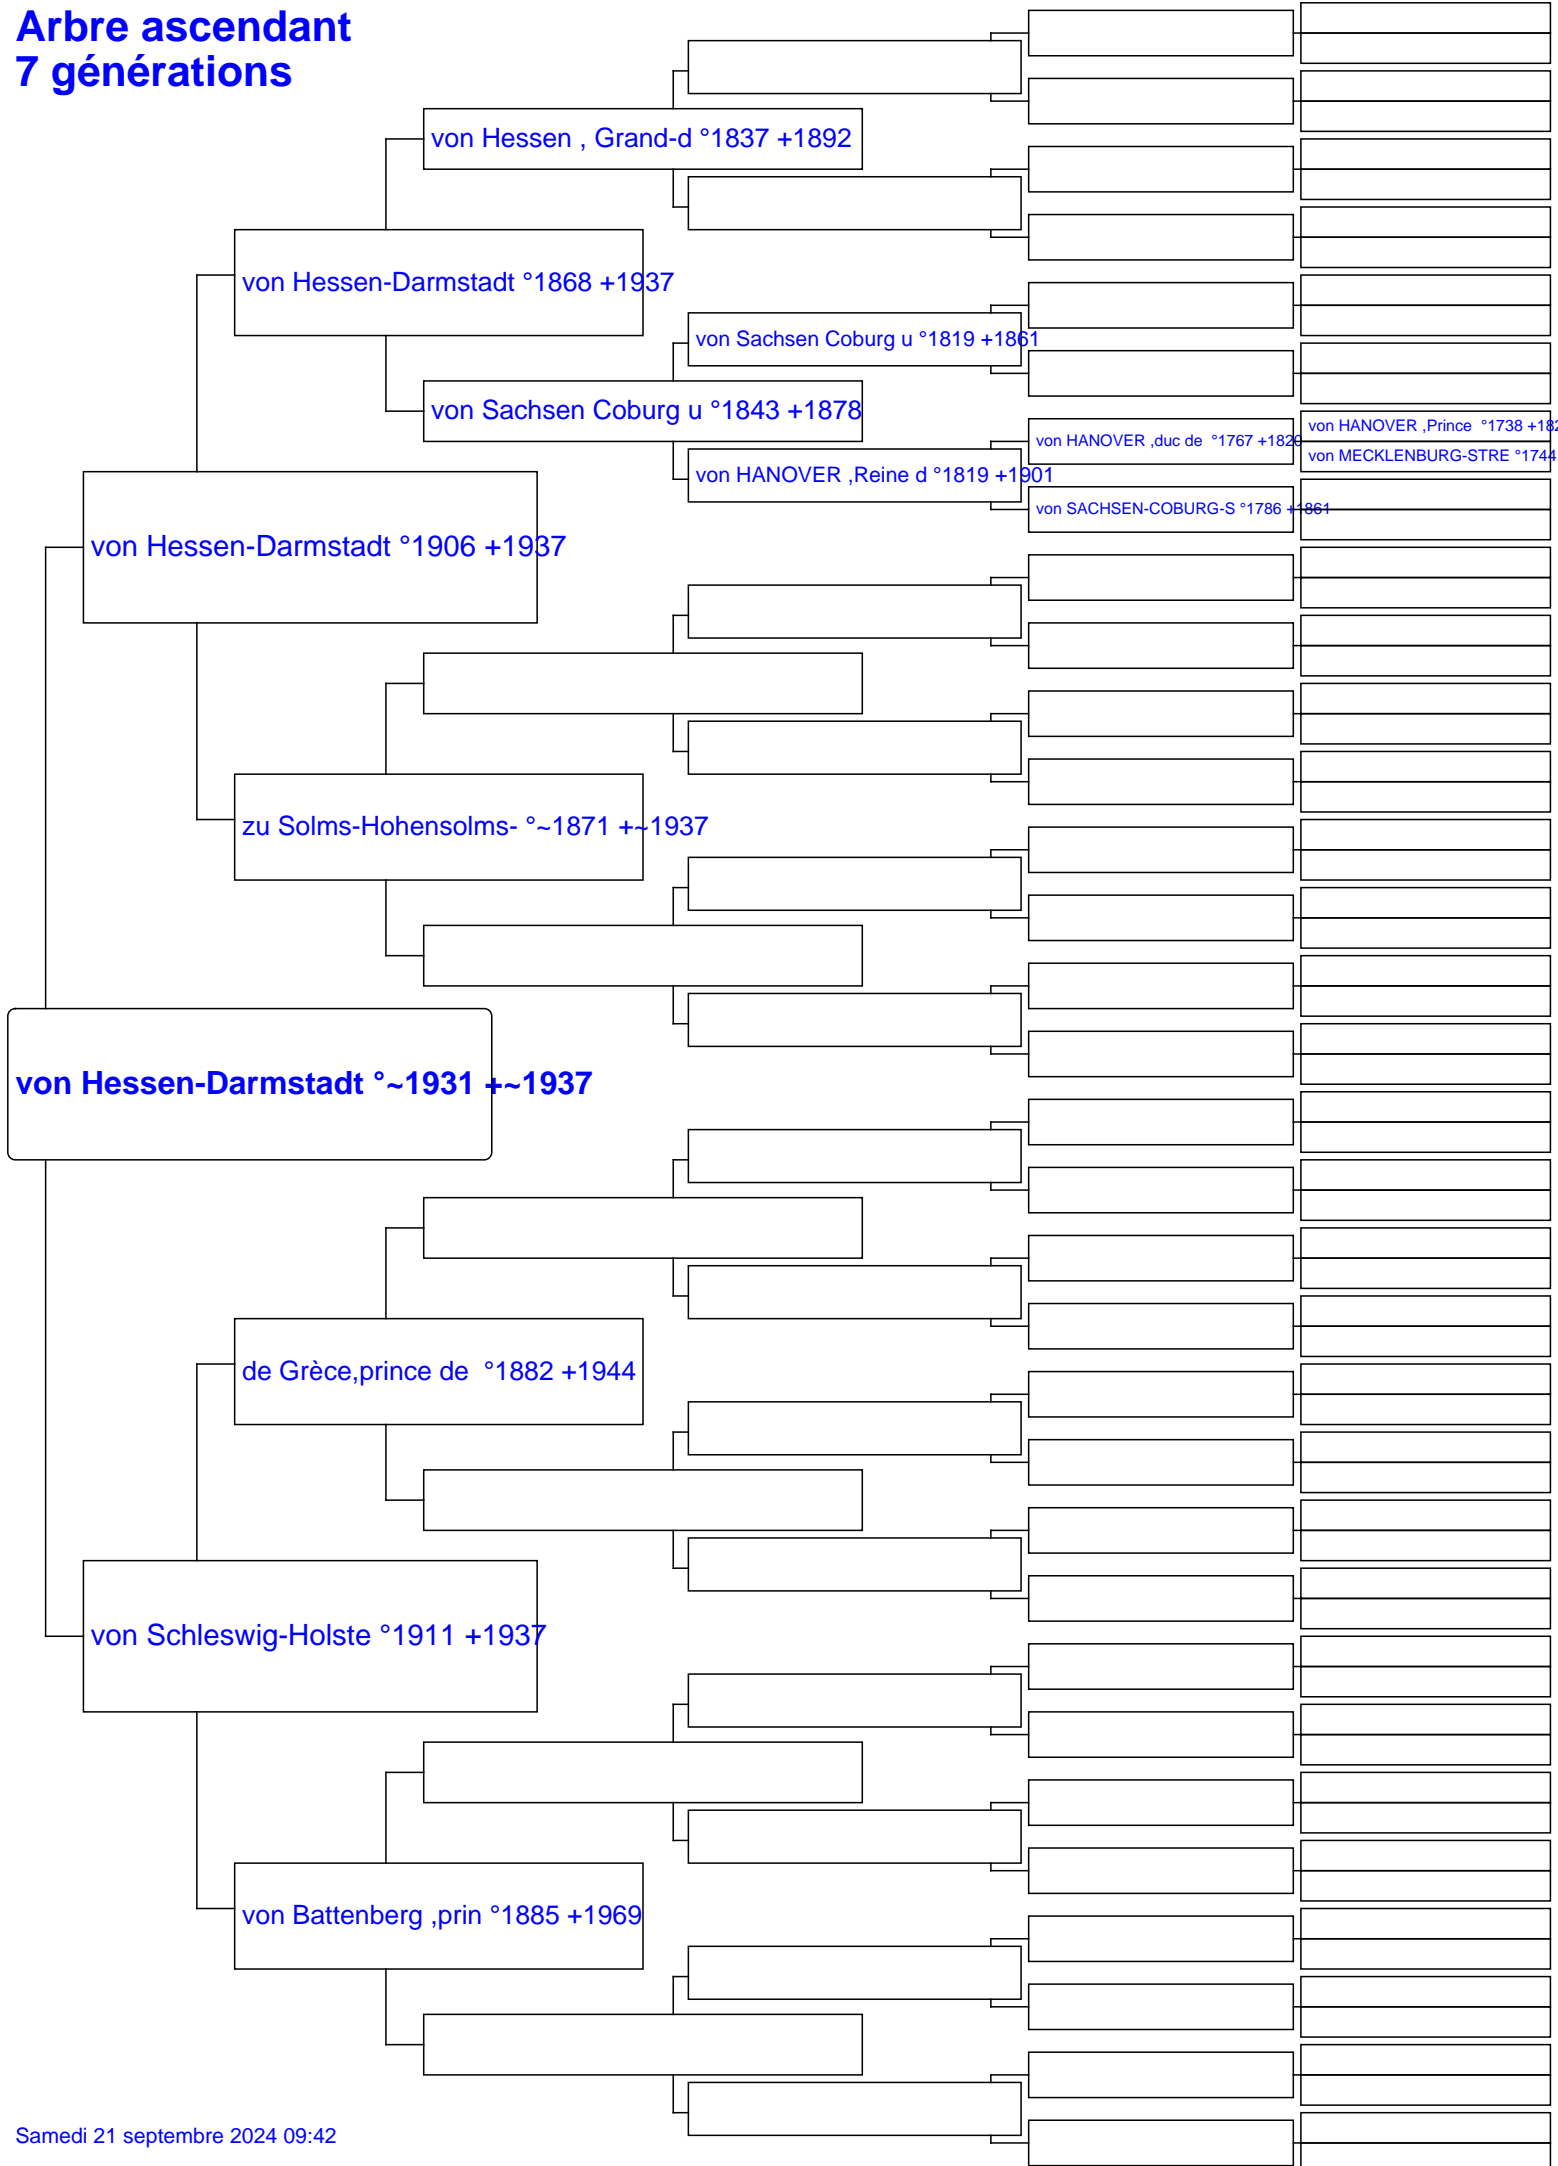 Arbre ascendant
7 générations
von Hessen , Grand-d °1837 +1892
von Hessen-Darmstadt °1868 +1937
von Sachsen Coburg u °1819 +1861
von Sachsen Coburg u °1843 +1878
von HANOVER ,Prince °1738 +182
von HANOVER ,duc de °1767 +1820
von MECKLENBURG-STRE °1744
von HANOVER ,Reine d °1819 +1901
von SACHSEN-COBURG-S °1786 +1861
von Hessen-Darmstadt °1906 +1937
zu Solms-Hohensolms- °~1871 +~1937
von Hessen-Darmstadt °~1931 +~1937
de Grèce,prince de °1882 +1944
von Schleswig-Holste °1911 +1937
von Battenberg ,prin °1885 +1969
Samedi 21 septembre 2024 09:42